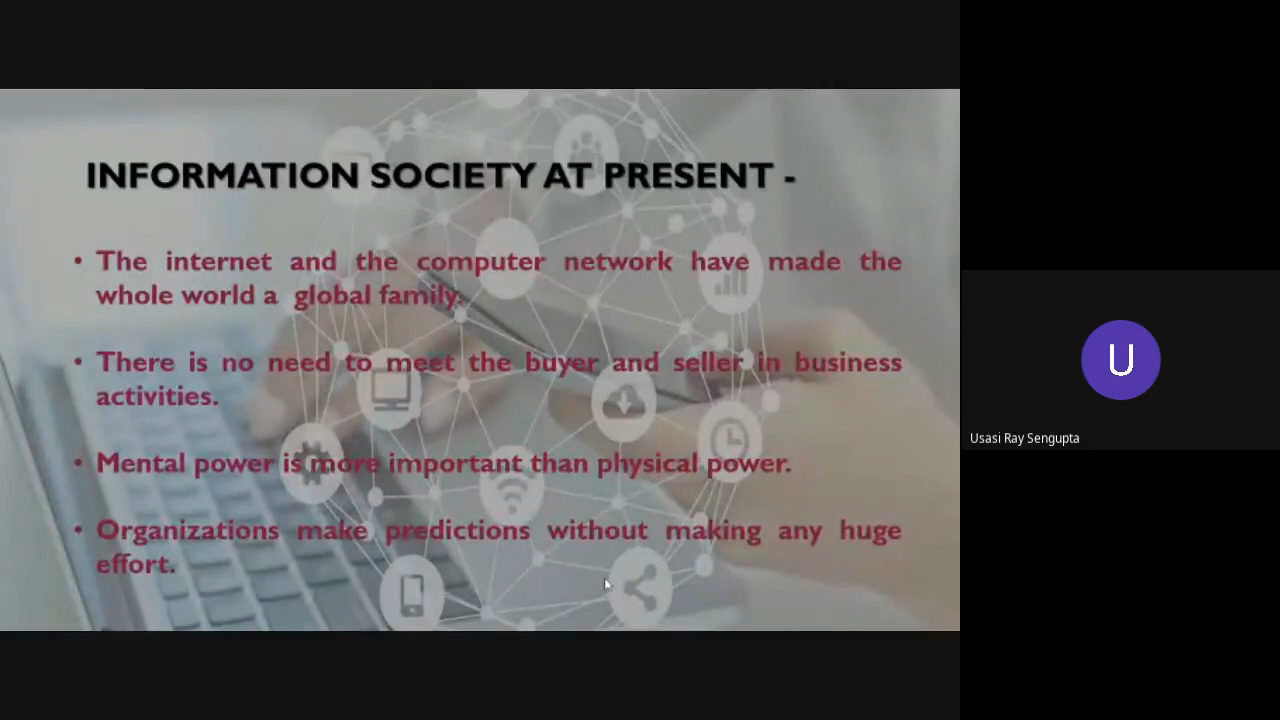 INFORMATION SOCIETY AT PRESENT -
• The internet and the computer network have made the
whole world a global family.
• There is no need to meet the buyer and seller in business
activities.
• Mental power is more important than physical power.
• Organizations make predictions without making any huge
effort.
U
Usasi Ray Sengupta